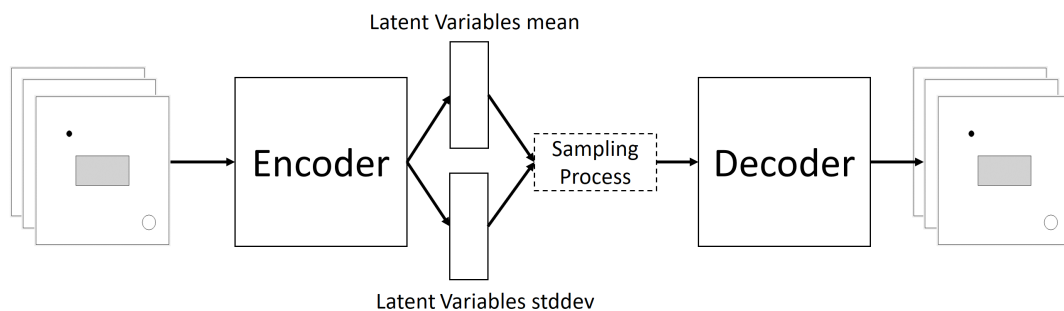 Latent Variables mean
Encoder
Sampling
Process
Decoder
Latent Variables stddev